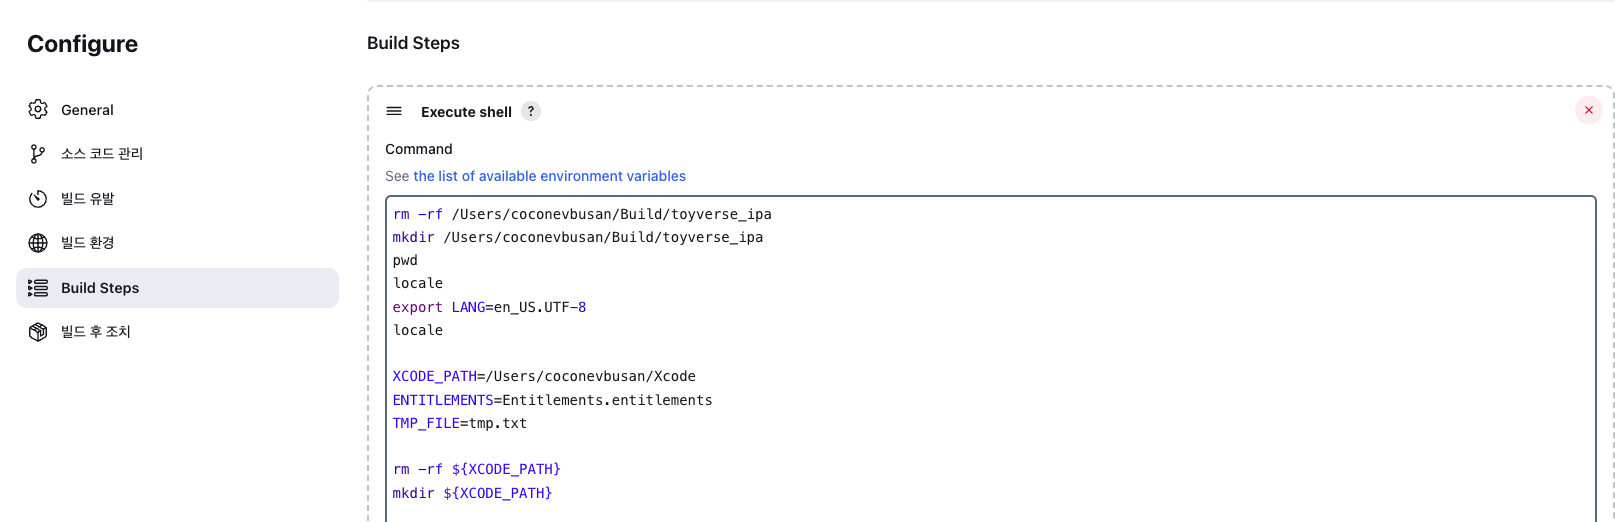 Configure
General
소스 코드 관리
빌드 유발
빌드 환경
Build Steps
빌드 후 조치
Build Steps
Execute shell ?
Command
See the list of available environment variables
rm -rf /Users/coconevbusan/Build/toyverse_ipa
mkdir /Users/coconevbusan/Build/toyverse_ipa
pwd
locale
export LANG=en_US.UTF-8
locale
XCODE_PATH=/Users/coconevbusan/Xcode
ENTITLEMENTS=Entitlements.entitlements
TMP_FILE=tmp.txt
rm -rf ${XCODE_PATH}
mkdir ${XCODE_PATH}